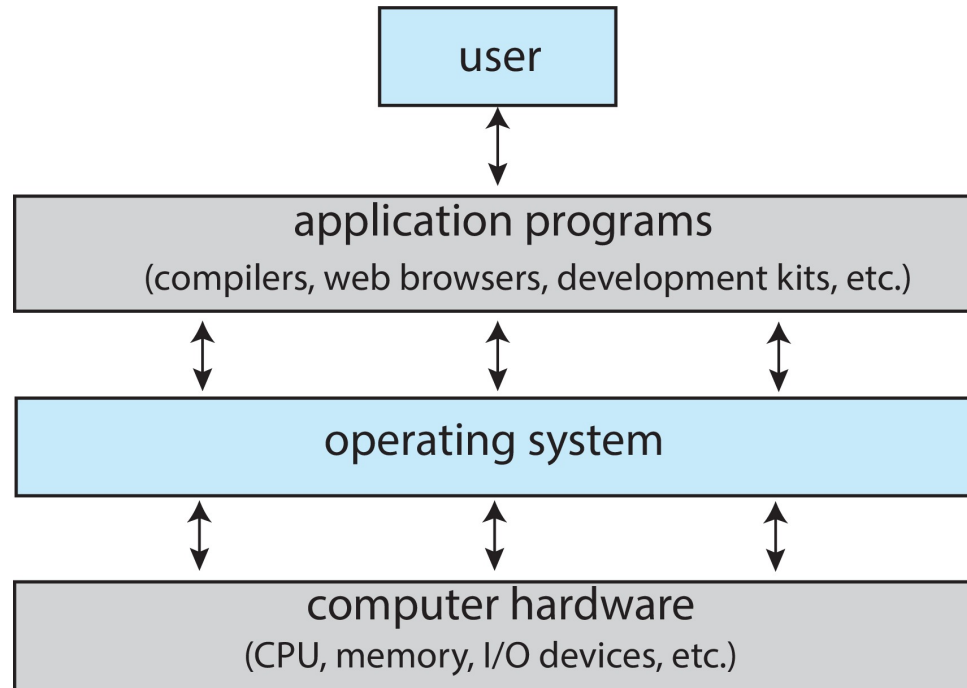 user
application programs
(compilers, web browsers, development kits, etc.)
operating system
computer hardware
(CPU, memory, I/O devices, etc.)